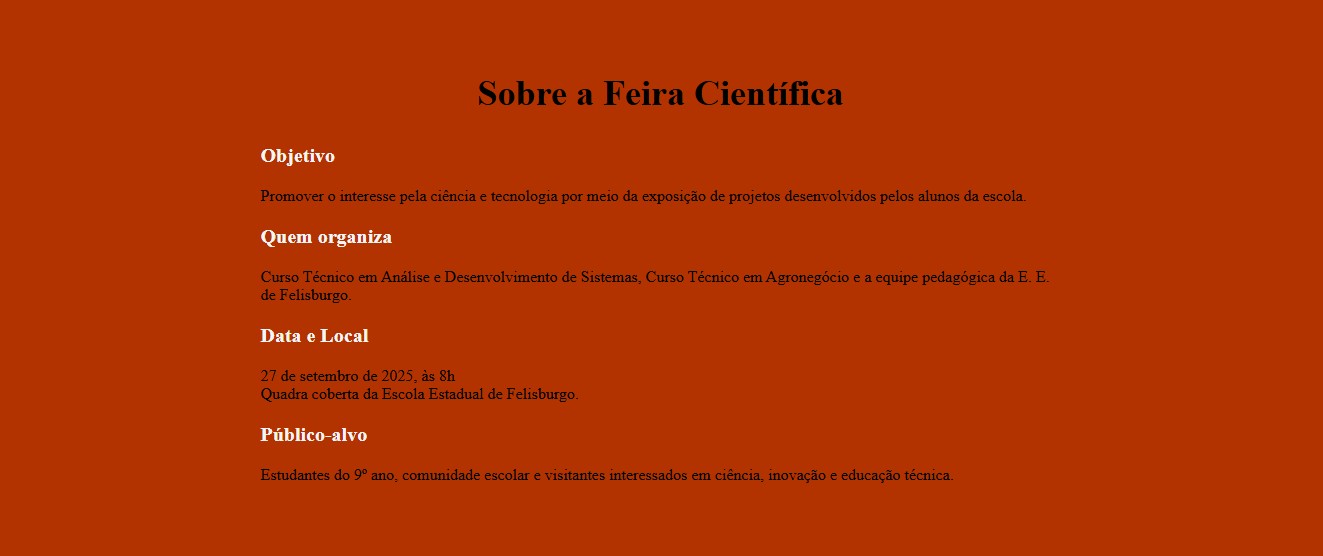 Sobre a Feira Científica
Objetivo
Promover o interesse pela ciência e tecnologia por meio da exposição de projetos desenvolvidos pelos alunos da escola.
Quem organiza
Curso Técnico em Análise e Desenvolvimento de Sistemas, Curso Técnico em Agronegócio e a equipe pedagógica da E. E.
de Felisburgo.
Data e Local
27 de setembro de 2025, às 8h
Quadra coberta da Escola Estadual de Felisburgo.
Público-alvo
Estudantes do 9º ano, comunidade escolar e visitantes interessados em ciência, inovação e educação técnica.